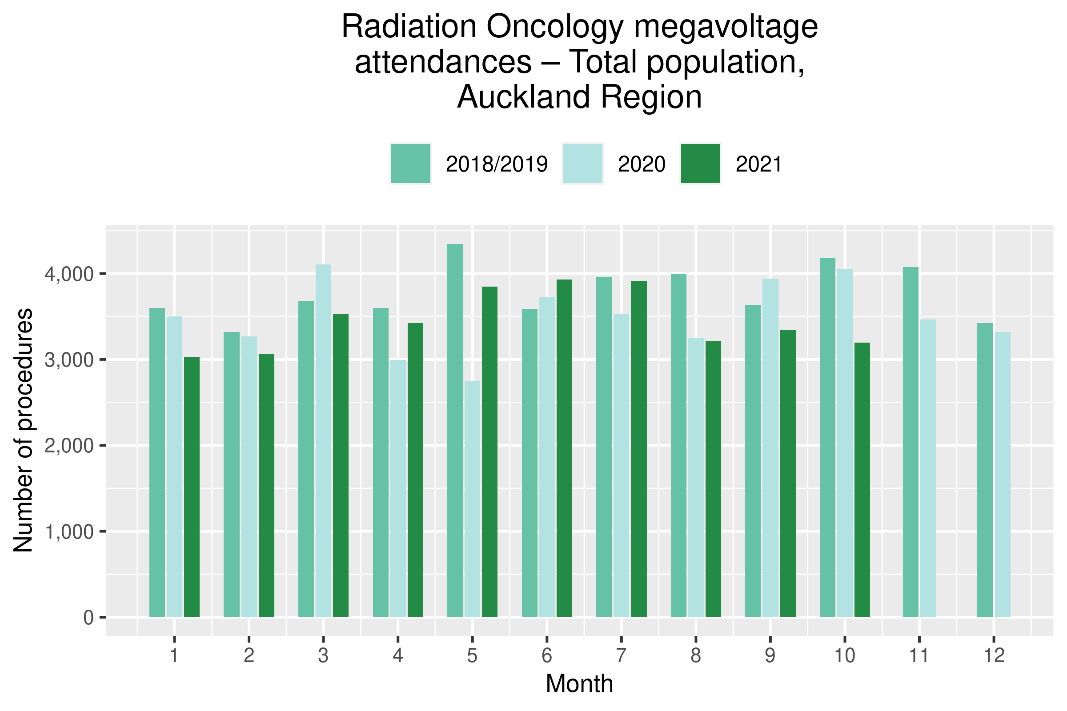 Radiation Oncology megavoltage
attendances – Total population,
Auckland Region
2018/2019 2020 2021
Number of procedures
4,000
3,000
2,000
1,000
0
1 2 3 4 5 6 7 8 9 10 11 12
Month